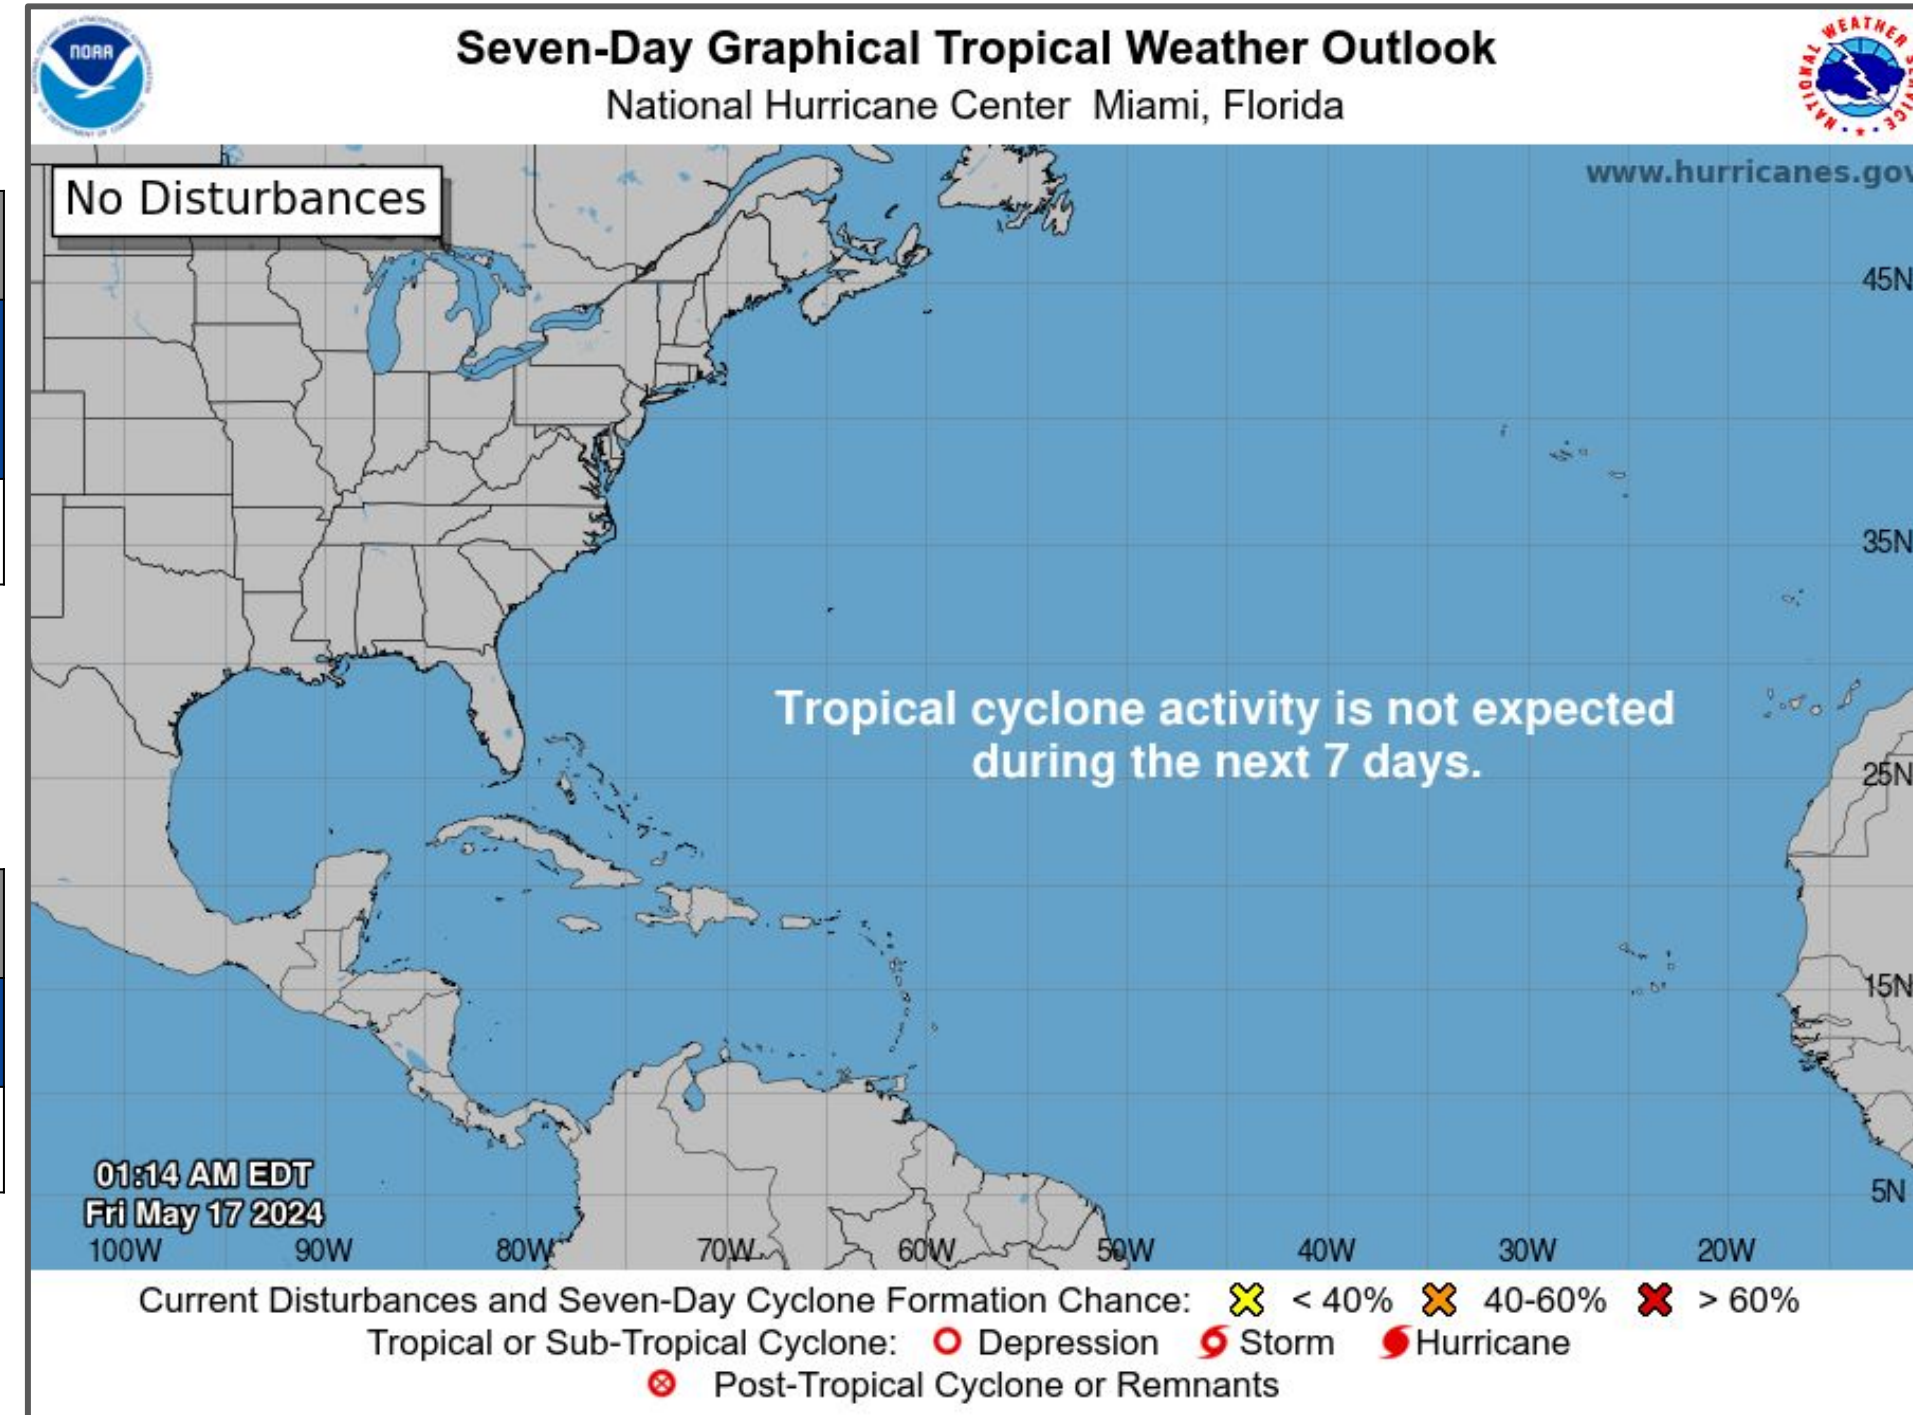 NOAA
Seven-Day Graphical Tropical Weather Outlook
National Hurricane Center Miami, Florida
NATIONAL WEATHER
No Disturbances
www.hurricanes.gov
45N
35N
Tropical cyclone activity is not expected
during the next 7 days.
25N
15N
5N
01:14 AM EDT
Fri May 17 2024
100W 90W 80W 70W 60W 50W 40W 30W 20W
Current Disturbances and Seven-Day Cyclone Formation Chance: < 40% 40-60% > 60%
Tropical or Sub-Tropical Cyclone: Depression Storm Hurricane
Post-Tropical Cyclone or Remnants